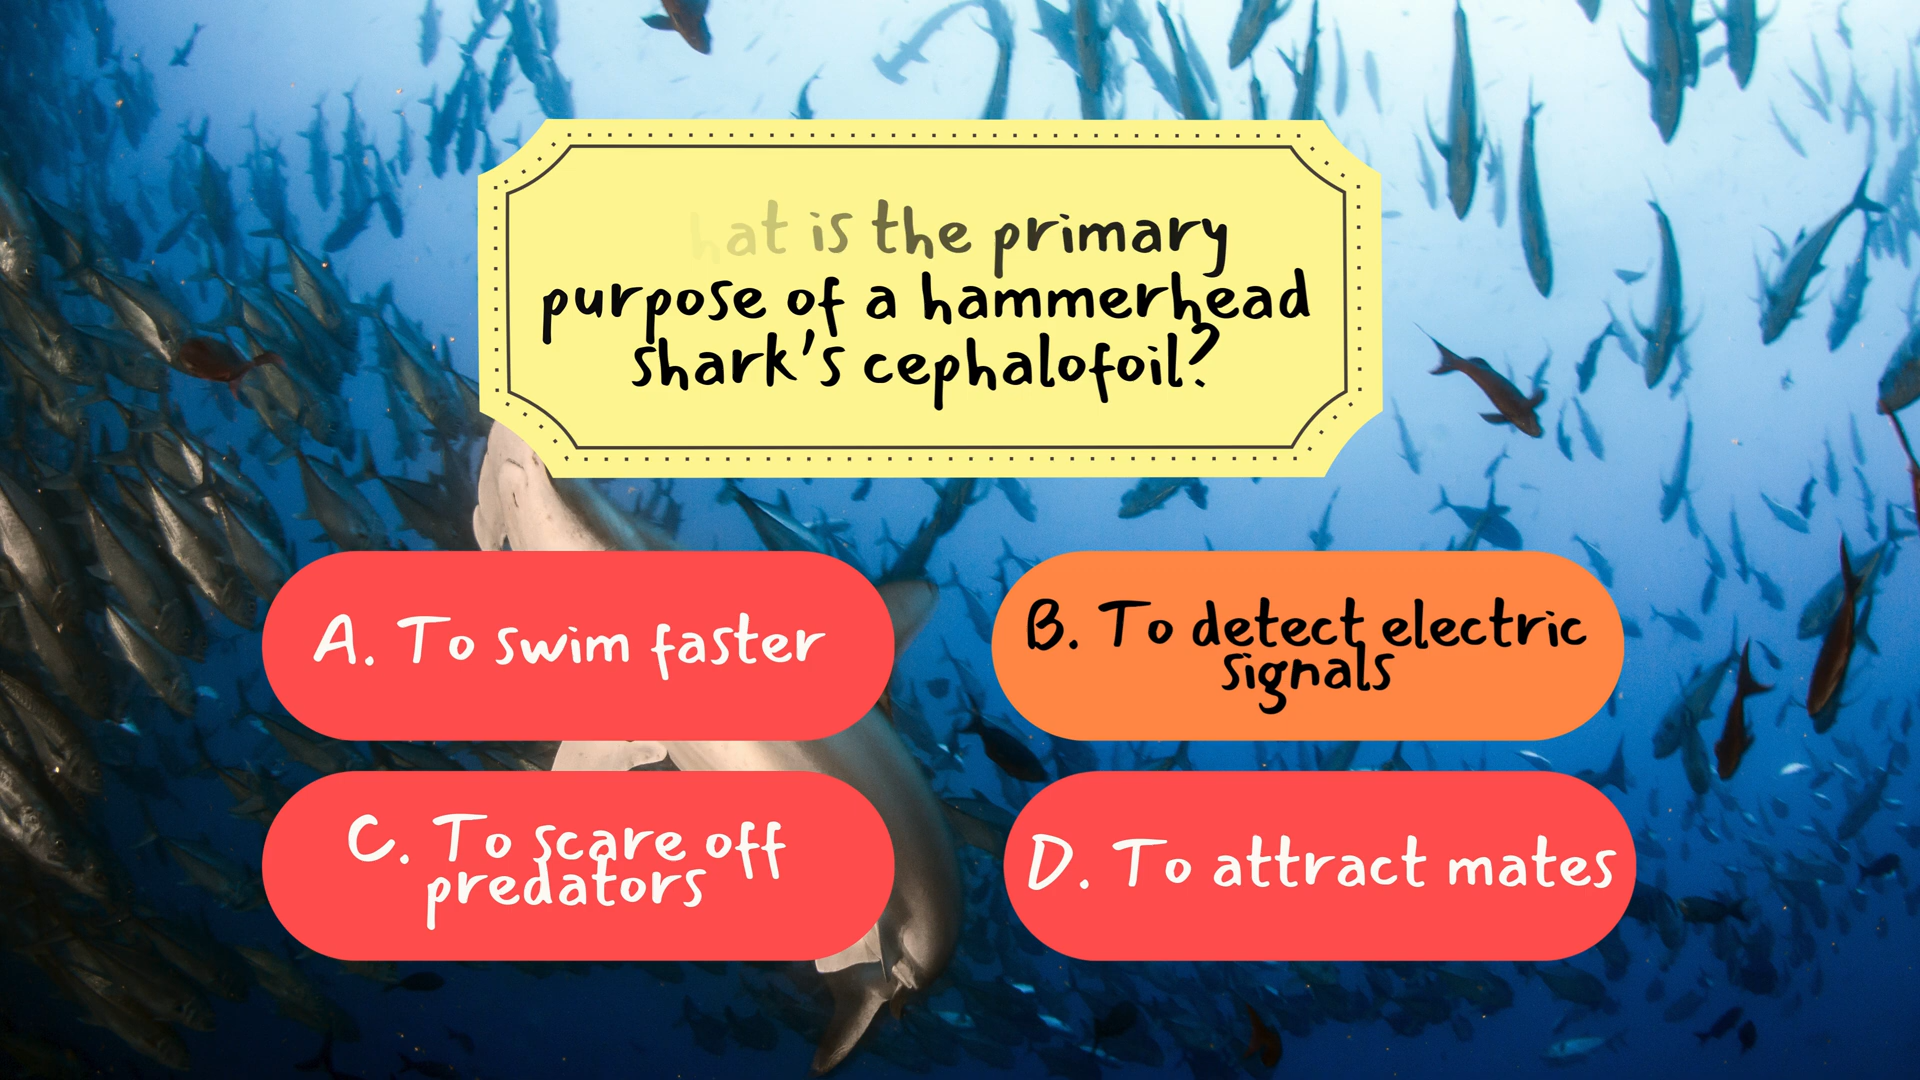 hat is the primary
purpose of a hammerhead
shark's cephalofoil?
A. To swim faster
B. To detect electric
signals
C. To scare off
predators
D. To attract mates